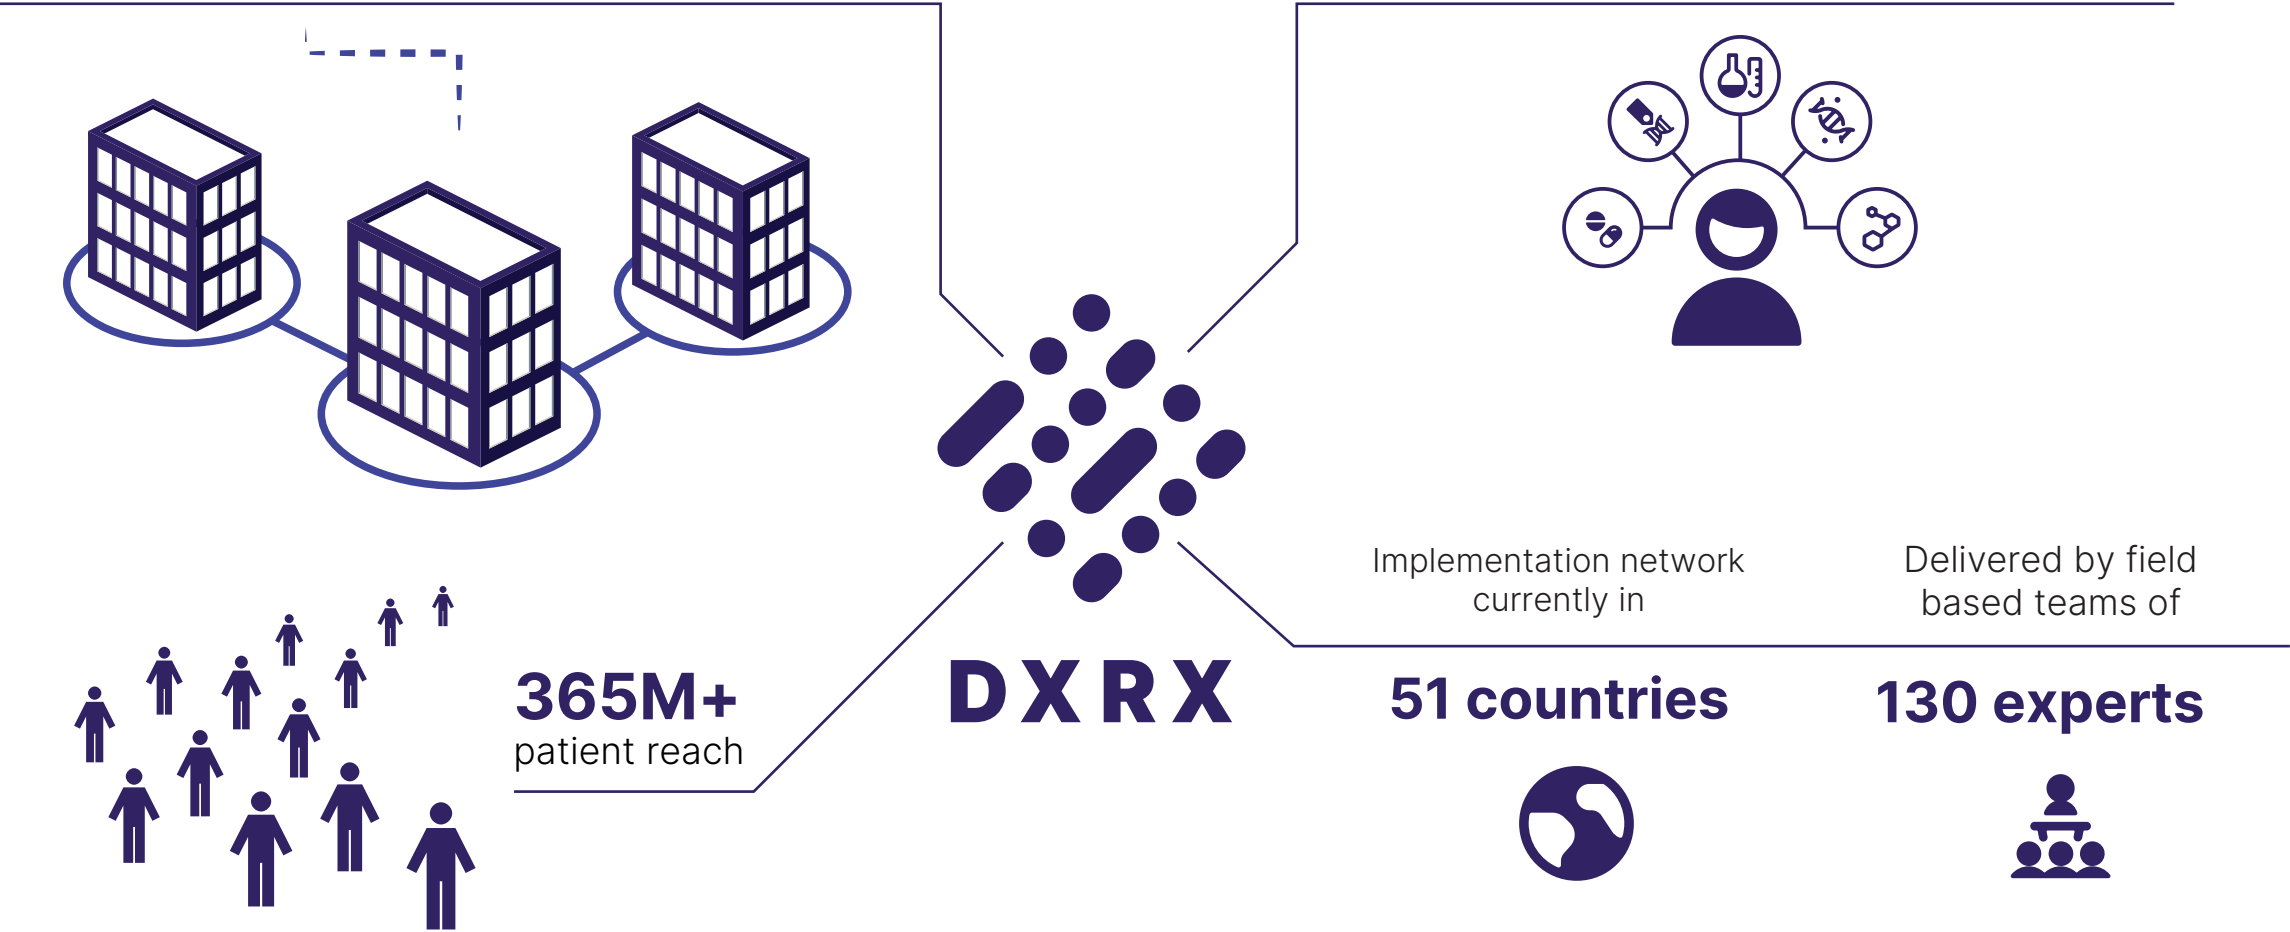 Implementation network
currently in
51 countries
Delivered by field
based teams of
130 experts
365M+
patient reach
DXRX